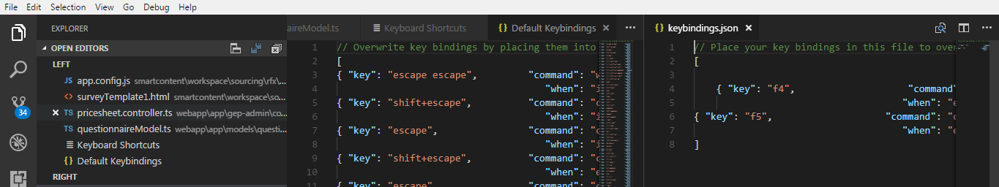 File Edit Selection View Go Debug Help
EXPLORER
OPEN EDITORS
LEFT
JS app.config.js smartcontent\workspace\sourcing\rfx\...
<> surveyTemplate1.html smartcontent\workspace\so...
TS pricesheet.controller.ts webapp\app\gep-admin\co...
TS questionnaireModel.ts webapp\app\models\questi...
Keyboard Shortcuts
{} Default Keybindings
RIGHT
34
aireModel.ts Keyboard Shortcuts {} Default Keybindings
1 // Overwrite key bindings by placing them into
2 [
3 { "key": "escape escape", "command":
4 "when":
5 { "key": "shift+escape", "command":
6 "when":
7 { "key": "escape", "command":
8 "when":
9 { "key": "shift+escape", "command":
10 "when":
11 { "key": "escape" "command":
{} keybindings.json
1 // Place your key bindings in this file to over
2 [
3
4 { "key": "f4", "command
5 "when": "e
6 { "key": "f5", "command": "
7 "when": "e
8 ]